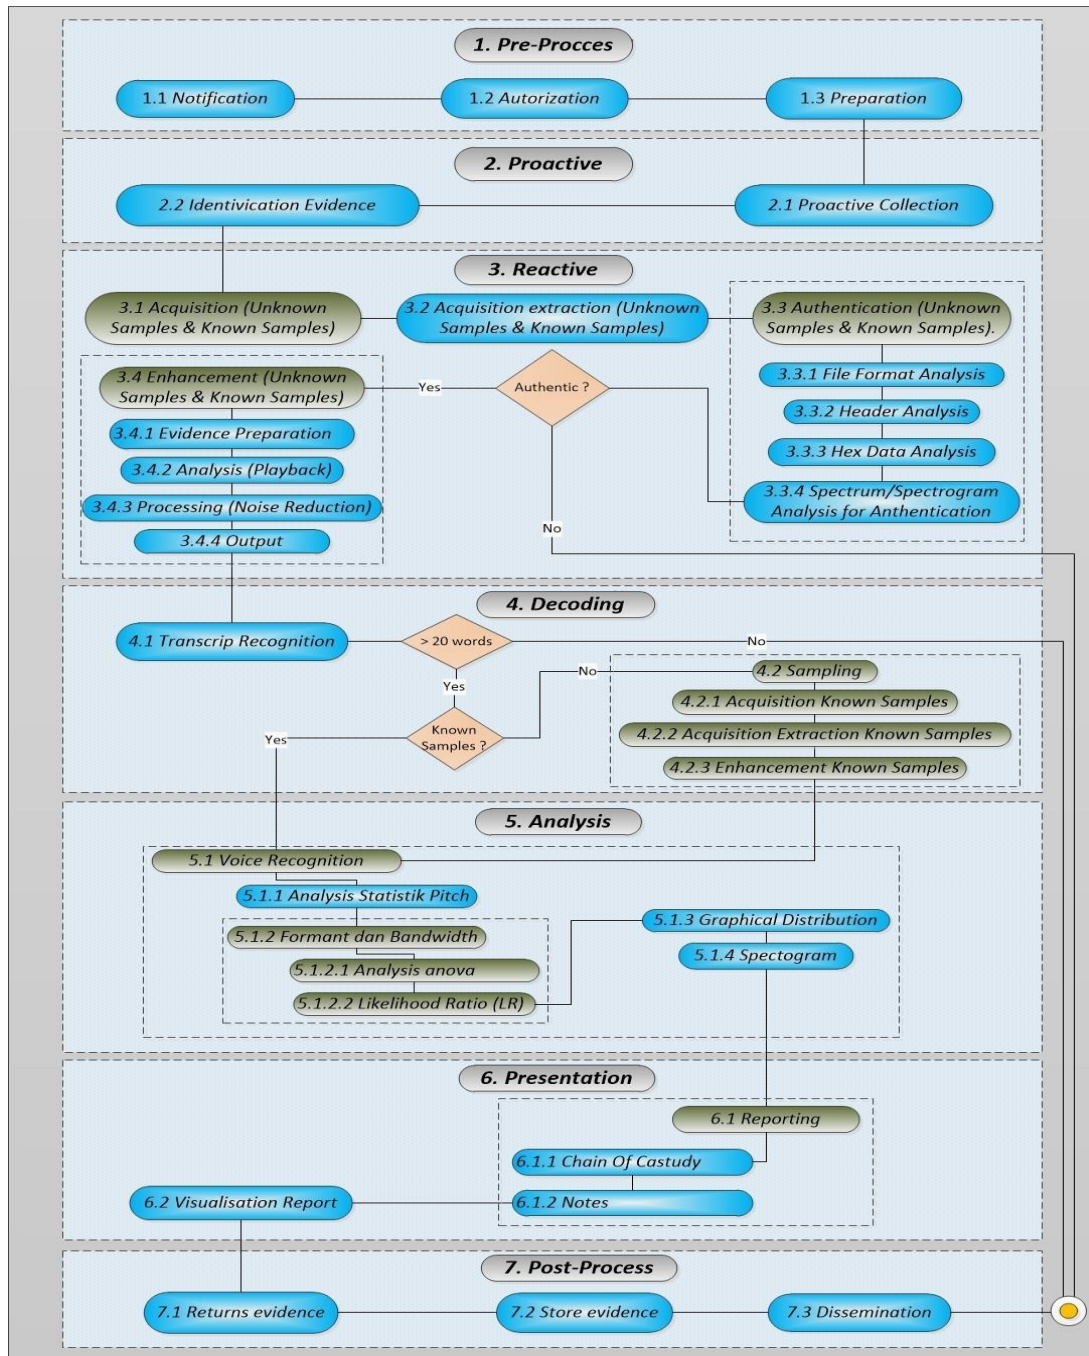 1. Pre-Procces
1.1 Notification
1.2 Autorization
1.3 Preparation
2. Proactive
2.2 Identivication Evidence
2.1 Proactive Collection
3. Reactive
3.1 Acquisition (Unknown
Samples & Known Samples)
3.2 Acquisition extraction (Unknown
Samples & Known Samples)
3.3 Authentication (Unknown
Samples & Known Samples).
3.3.1 File Format Analysis
3.3.2 Header Analysis
3.3.3 Hex Data Analysis
3.3.4 Spectrum/Spectrogram
Analysis for Anthentication
Authentic ?
Yes
No
3.4 Enhancement (Unknown
Samples & Known Samples)
3.4.1 Evidence Preparation
3.4.2 Analysis (Playback)
3.4.3 Processing (Noise Reduction)
3.4.4 Output
4. Decoding
4.1 Transcrip Recognition
> 20 words
No
Yes
Known
Samples ?
No
Yes
4.2 Sampling
4.2.1 Acquisition Known Samples
4.2.2 Acquisition Extraction Known Samples
4.2.3 Enhancement Known Samples
5. Analysis
5.1 Voice Recognition
5.1.1 Analysis Statistik Pitch
5.1.2 Formant dan Bandwidth
5.1.2.1 Analysis anova
5.1.2.2 Likelihood Ratio (LR)
5.1.3 Graphical Distribution
5.1.4 Spectogram
6. Presentation
6.1 Reporting
6.1.1 Chain Of Castudy
6.1.2 Notes
6.2 Visualisation Report
7. Post-Process
7.1 Returns evidence
7.2 Store evidence
7.3 Dissemination